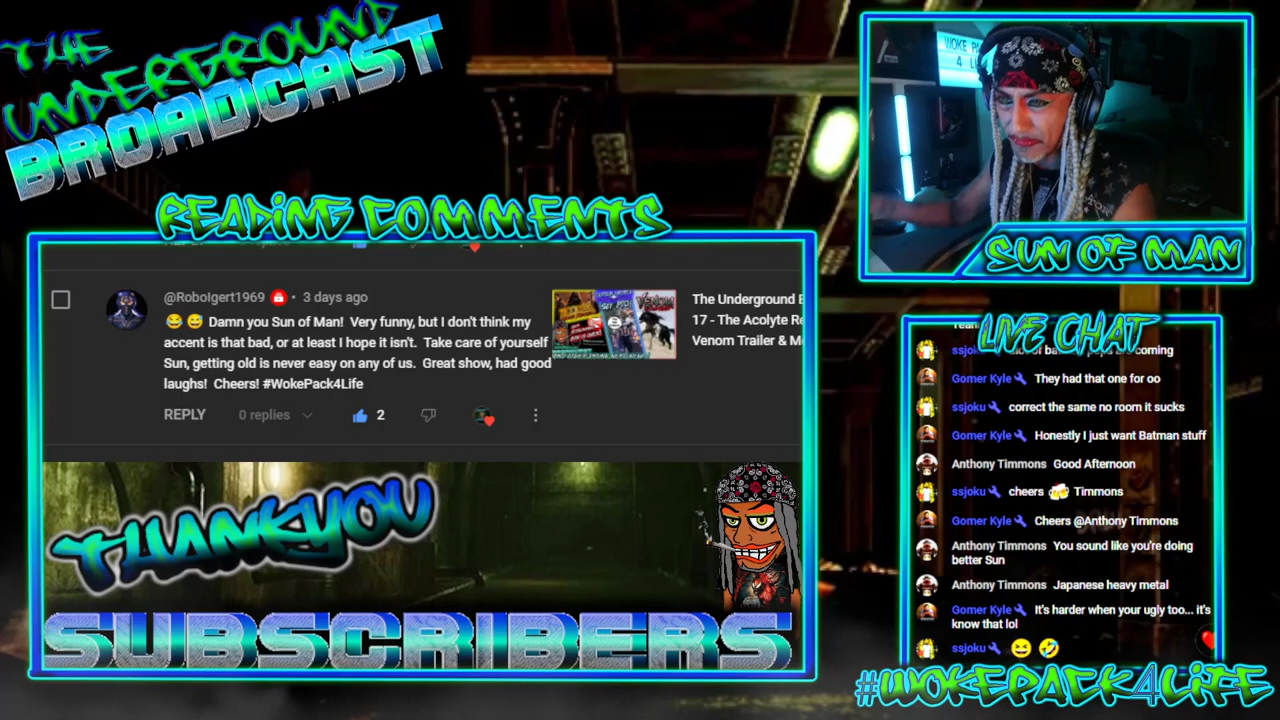 THE
UNDERGROUND
BROADCAST
WOKE PA
4 LI
SUN OF MAN
READING COMMENTS
@Robolgert1969 • 3 days ago
😂 😅 Damn you Sun of Man! Very funny, but I don't think my
accent is that bad, or at least I hope it isn't. Take care of yourself
Sun, getting old is never easy on any of us. Great show, had good
laughs! Cheers! #WokePack4Life
REPLY 0 replies 2
The Underground B
17 - The Acolyte Re
Venom Trailer & M
VENOM
THANKYOU
SUBSCRIBERS
LIVE CHAT
ssjok coming
Gomer Kyle They had that one for oo
ssjoku correct the same no room it sucks
Gomer Kyle Honestly I just want Batman stuff
Anthony Timmons Good Afternoon
ssjoku cheers 🍻 Timmons
Gomer Kyle Cheers @Anthony Timmons
Anthony Timmons You sound like you're doing
better Sun
Anthony Timmons Japanese heavy metal
Gomer Kyle It's harder when your ugly too... it's
know that lol
ssjoku 😆 🤣
#WOKEPACK4LIFE